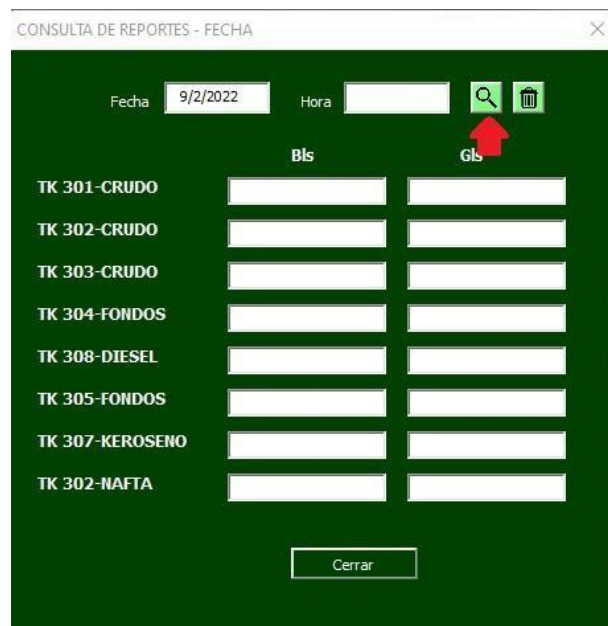 CONSULTA DE REPORTES - FECHA
Fecha 9/2/2022 Hora
Bls Gls
TK 301-CRUDO
TK 302-CRUDO
TK 303-CRUDO
TK 304-FONDOS
TK 308-DIESEL
TK 305-FONDOS
TK 307-KEROSENO
TK 302-NAFTA
Cerrar